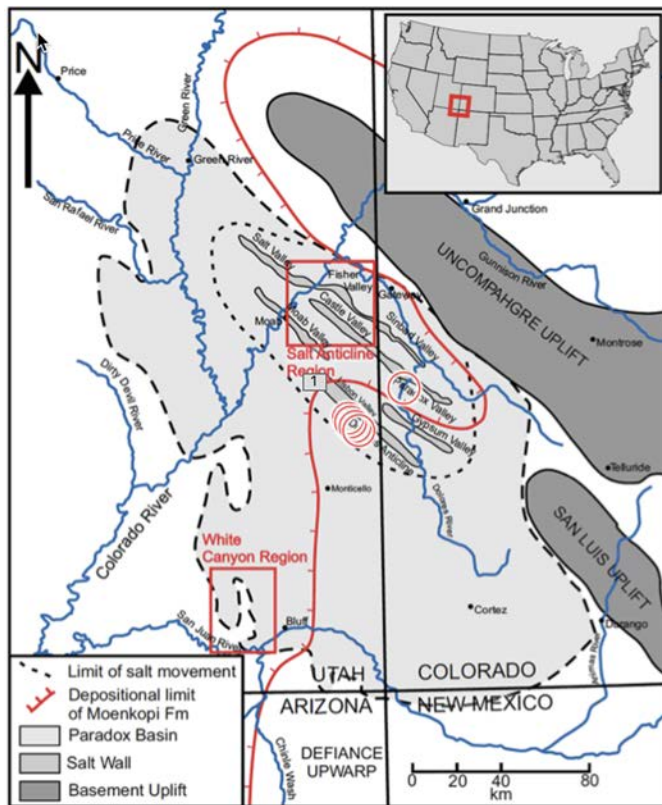 N
Price
Price River
Green River
Green River
San Rafael River
Grand Junction
Gunnison River
UNCOMPAHGRE UPLIFT
Montrose
Salt Valley
Fisher
Valley
Gateway
Castle Valley
Sinbad Valley
Moab
Moab Valley
Salt Anticline
Region
1
Valley
Gypsum Valley
Anticline
Dirty Devil River
Monticello
Dolores River
Telluride
Colorado River
White
Canyon Region
SAN LUIS UPLIFT
Cortez
Durango
San Juan River
Bluff
UTAH
COLORADO
ARIZONA
NEW MEXICO
Chinle Wash
DEFIANCE
UPWARP
0 20 40 80
km
Limit of salt movement
Depositional limit
of Moenkopi Fm
Paradox Basin
Salt Wall
Basement Uplift